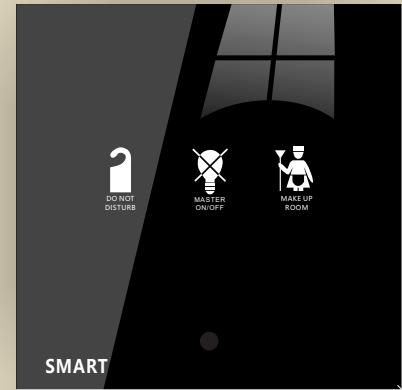 DO NOT
DISTURB
MASTER
ON/OFF
MAKE UP
ROOM
SMART